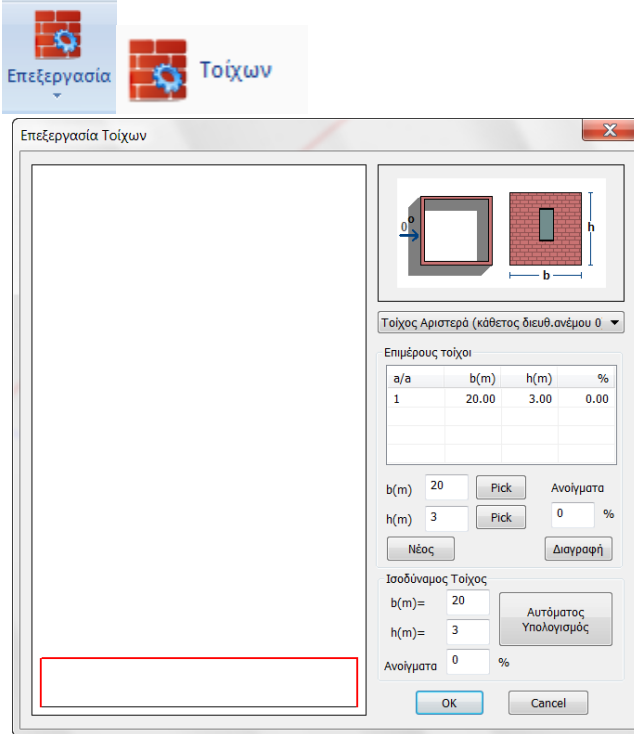 Επεξεργασία
Τοίχων
Επεξεργασία Τοίχων
0°
h
b
Τοίχος Αριστερά (κάθετος διευθ.ανέμου 0
Επιμέρους τοίχοι
a/a b(m) h(m) %
1 20.00 3.00 0.00
b(m) 20 Pick Ανοίγματα
h(m) 3 Pick 0 %
Νέος Διαγραφή
Ισοδύναμος Τοίχος
b(m)= 20
h(m)= 3
Αυτόματος
Υπολογισμός
Ανοίγματα 0 %
OK Cancel